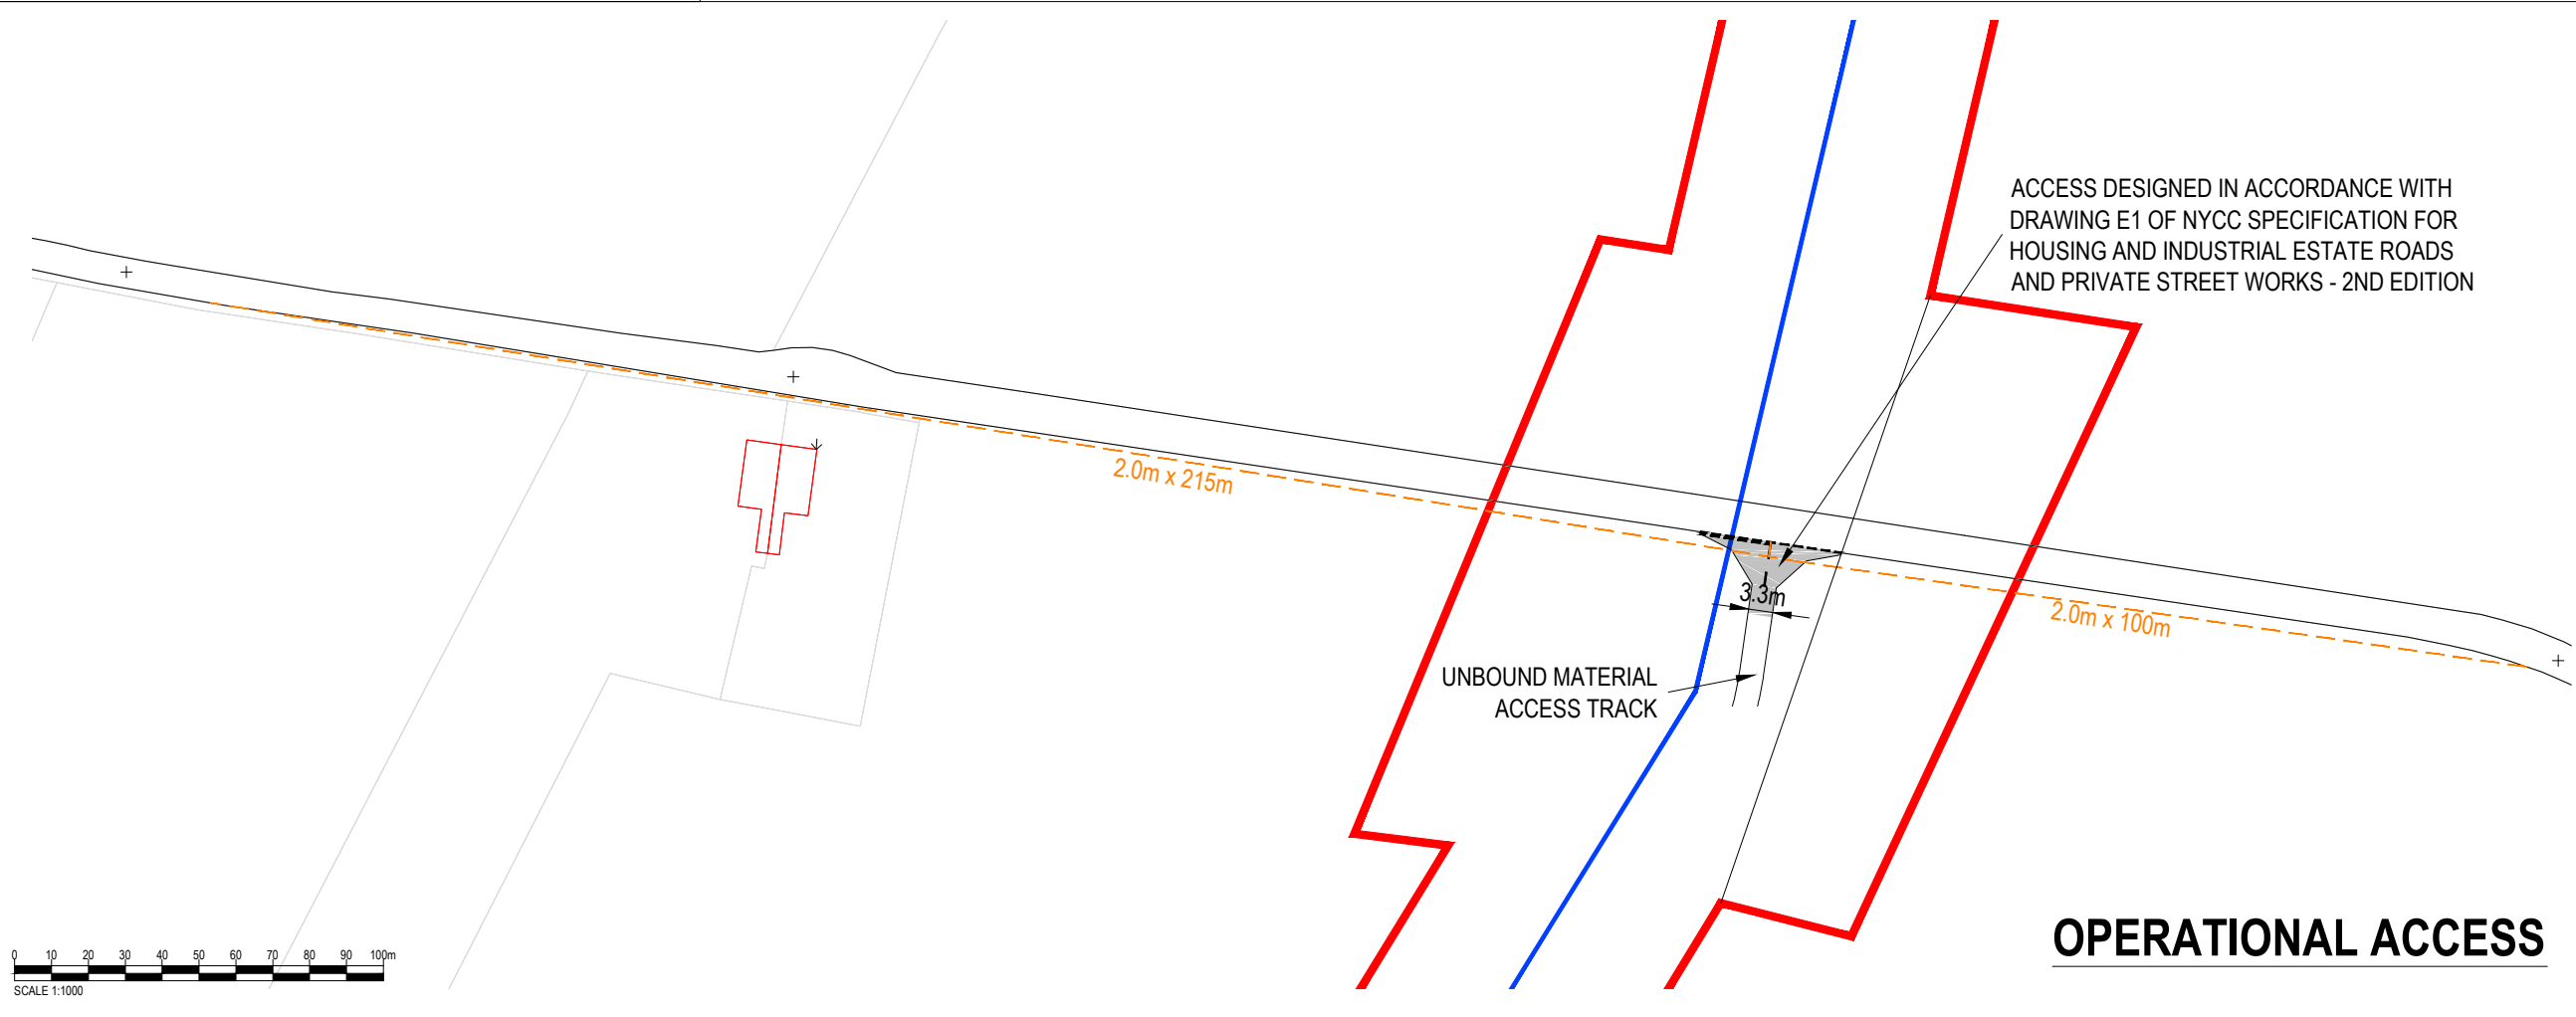 ACCESS DESIGNED IN ACCORDANCE WITH
DRAWING E1 OF NYCC SPECIFICATION FOR
HOUSING AND INDUSTRIAL ESTATE ROADS
AND PRIVATE STREET WORKS - 2ND EDITION
2.0m x 215m
3.3m
2.0m x 100m
UNBOUND MATERIAL
ACCESS TRACK
OPERATIONAL ACCESS
0 10 20 30 40 50 60 70 80 90 100m
SCALE 1:1000